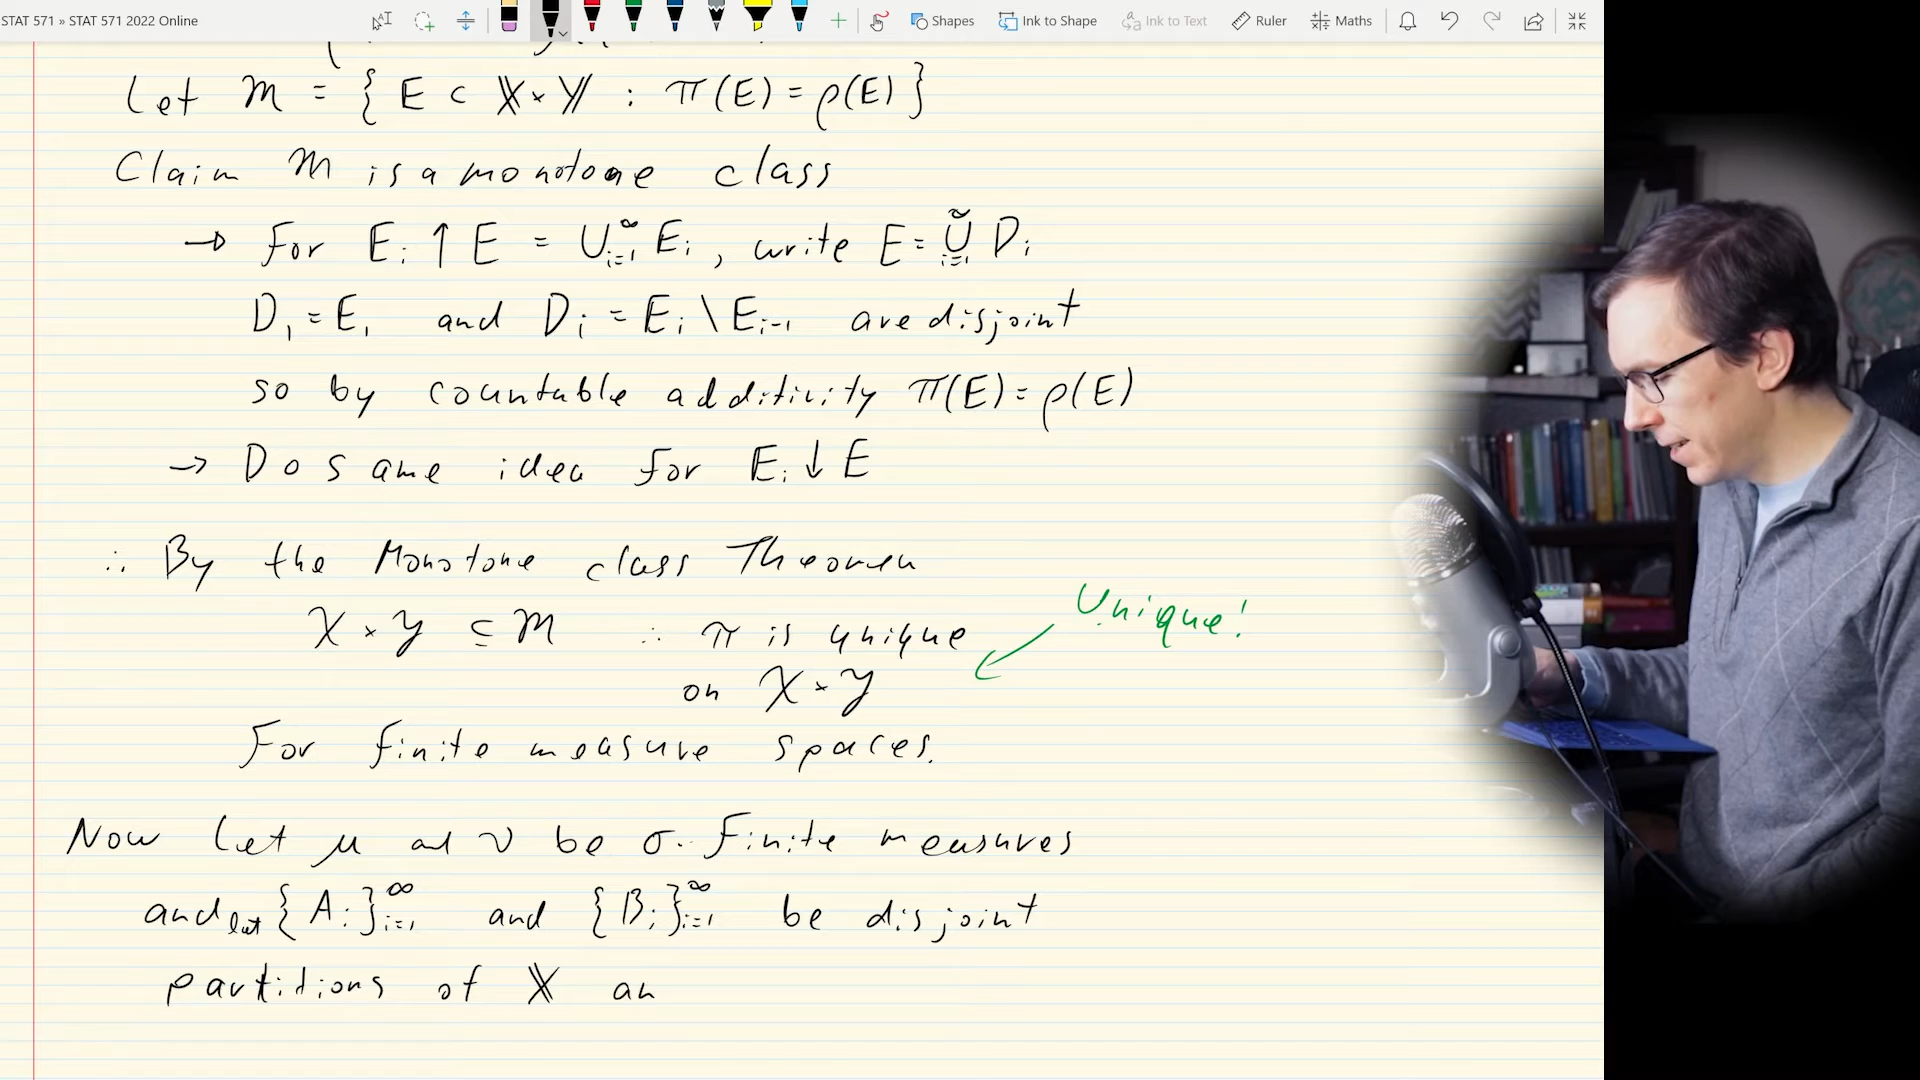 STAT 571 » STAT 571 2022 Online
Shapes
Ink to Shape
Ink to Text
Ruler
Maths
Let 𝓜 = { E ⊂ 𝕏 × 𝕐 : π(E) = ρ(E) }
Claim 𝓜 is a monotone class
→ For Eᵢ ↑ E = ∪ᵢ₌₁^∞ Eᵢ , write E = ∪ᵢ₌₁^∞ Dᵢ
D₁ = E₁ and Dᵢ = Eᵢ \ Eᵢ₋₁ are disjoint
so by countable additivity π(E) = ρ(E)
→ Do same idea for Eᵢ ↓ E
∴ By the Monotone class Theorem
𝒳 × 𝒴 ⊆ 𝓜 ∴ π is unique
on 𝒳 × 𝒴
Unique!
For finite measure spaces.
Now Let μ and ν be σ-finite measures
and let {Aᵢ}ᵢ₌₁^∞ and {Bᵢ}ᵢ₌₁^∞ be disjoint
partitions of 𝕏 an